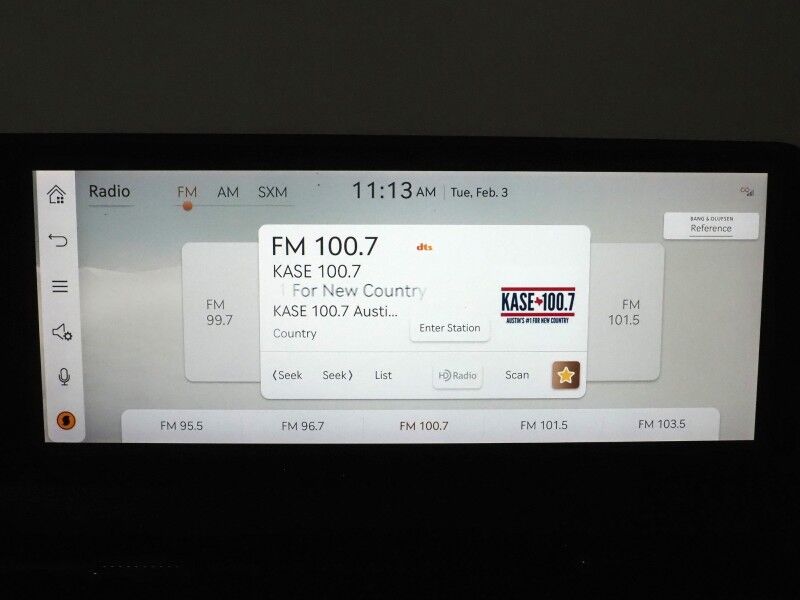 Radio FM AM SXM 11:13 AM Tue, Feb. 3
BANG & OLUFSEN
Reference
FM 100.7 dts
KASE 100.7
1 For New Country
KASE 100.7 Austi...
Country
Enter Station
KASE 100.7
AUSTIN'S #1 FOR NEW COUNTRY
FM
99.7
FM
101.5
Seek Seek List HD Radio Scan
FM 95.5 FM 96.7 FM 100.7 FM 101.5 FM 103.5